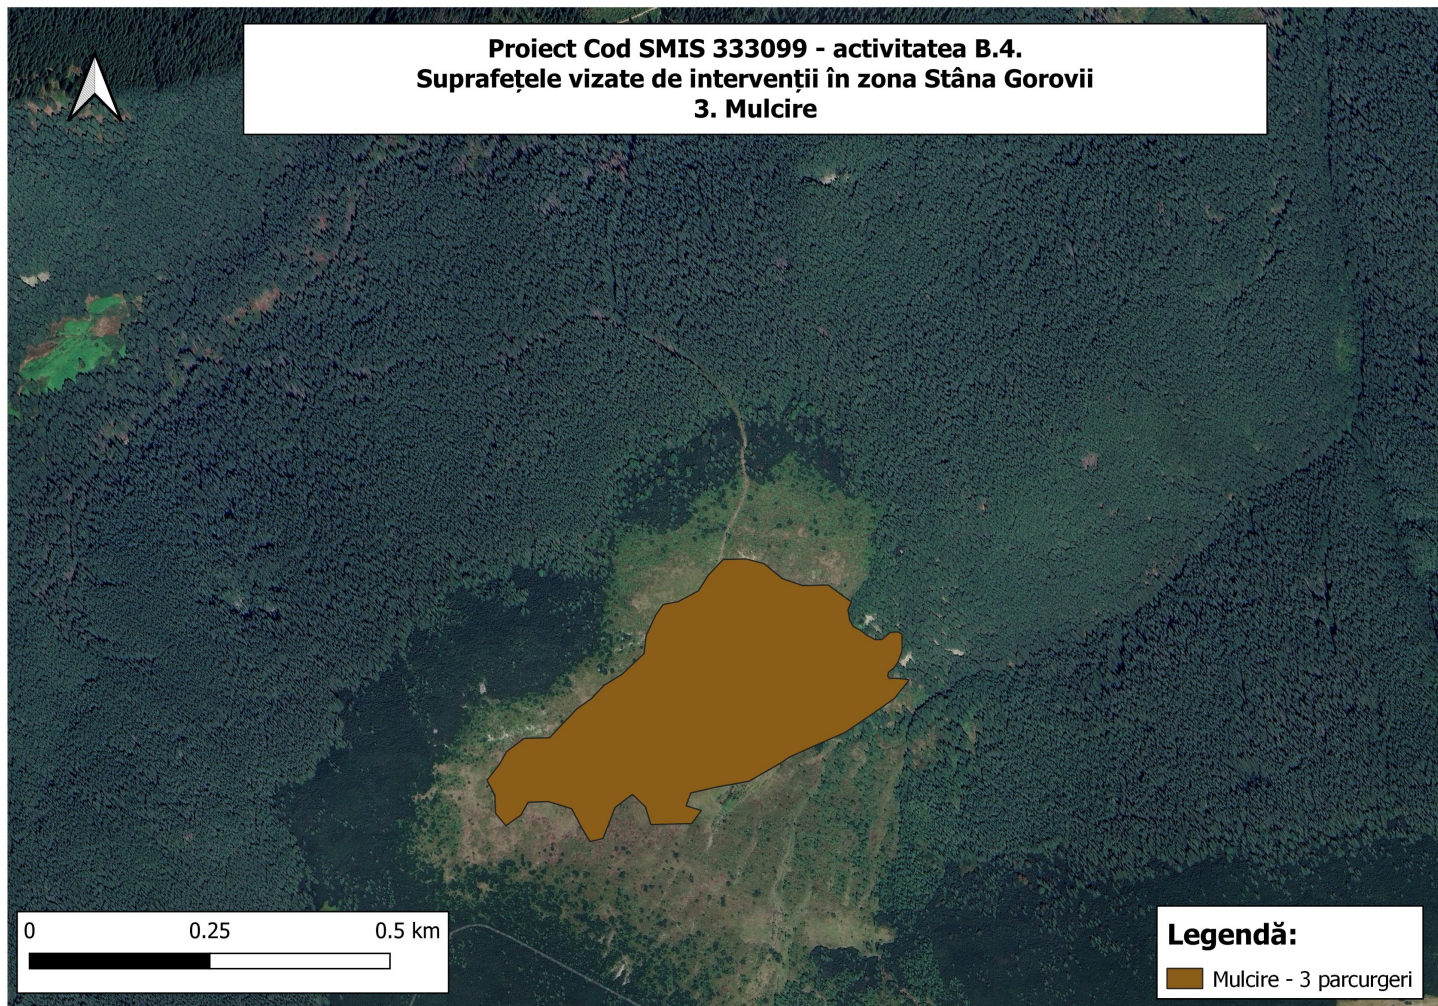 Proiect Cod SMIS 333099 - activitatea B.4.
Suprafețele vizate de intervenții în zona Stâna Gorovii
3. Mulcire
0 0.25 0.5 km
Legendă:
Mulcire - 3 parcurgeri